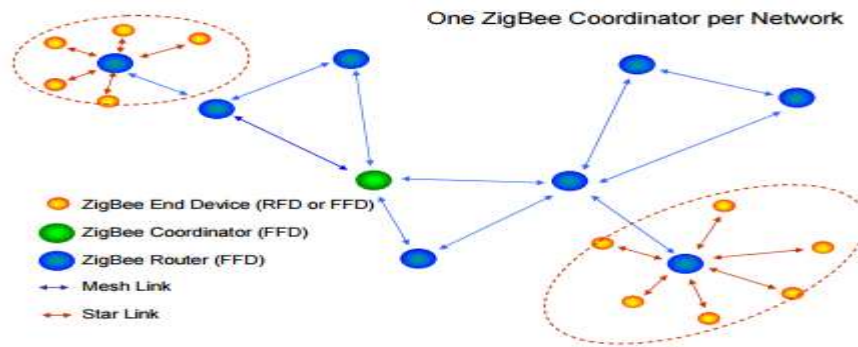 One ZigBee Coordinator per Network
ZigBee End Device (RFD or FFD)
ZigBee Coordinator (FFD)
ZigBee Router (FFD)
Mesh Link
Star Link